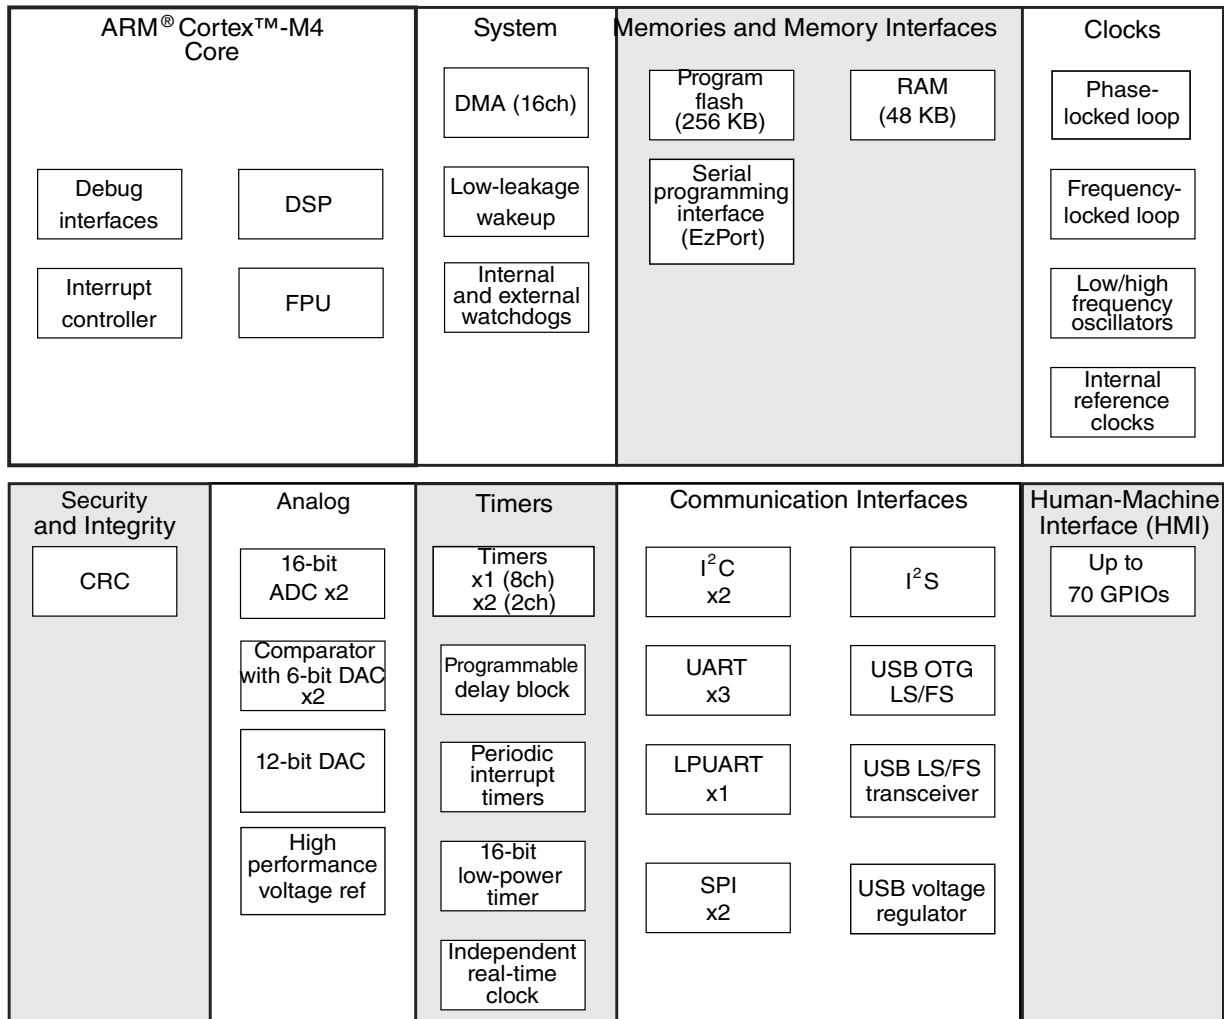 ARM® Cortex™-M4
Core
Debug
interfaces
DSP
Interrupt
controller
FPU
System
DMA (16ch)
Low-leakage
wakeup
Internal
and external
watchdogs
Memories and Memory Interfaces
Program
flash
(256 KB)
RAM
(48 KB)
Serial
programming
interface
(EzPort)
Clocks
Phase-
locked loop
Frequency-
locked loop
Low/high
frequency
oscillators
Internal
reference
clocks
Security
and Integrity
CRC
Analog
16-bit
ADC x2
Comparator
with 6-bit DAC
x2
12-bit DAC
High
performance
voltage ref
Timers
Timers
x1 (8ch)
x2 (2ch)
Programmable
delay block
Periodic
interrupt
timers
16-bit
low-power
timer
Independent
real-time
clock
Communication Interfaces
I²C
x2
I²S
UART
x3
USB OTG
LS/FS
LPUART
x1
USB LS/FS
transceiver
SPI
x2
USB voltage
regulator
Human-Machine
Interface (HMI)
Up to
70 GPIOs